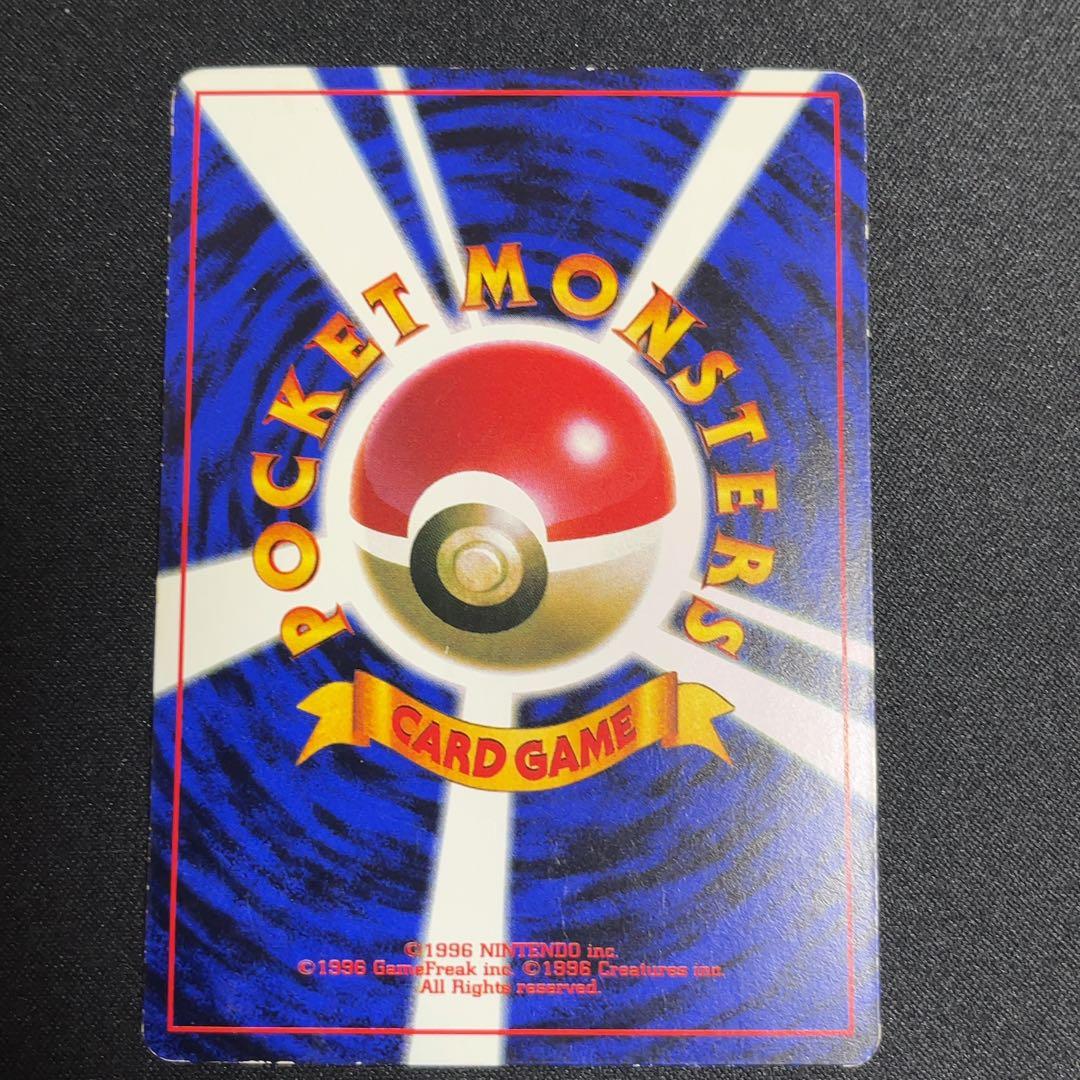 POCKET MONSTERS
CARD GAME
©1996 NINTENDO inc.
©1996 GameFreak inc. ©1996 Creatures inc.
All Rights reserved.